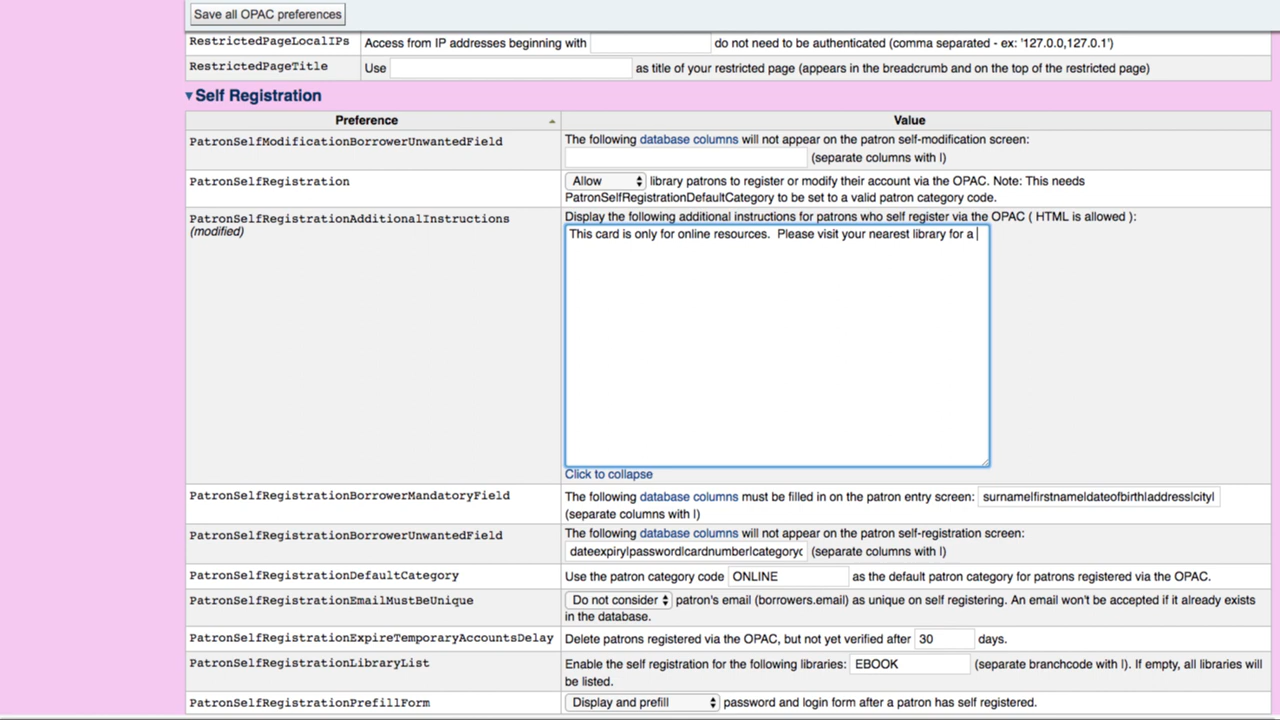 Save all OPAC preferences
RestrictedPageLocalIPs Access from IP addresses beginning with do not need to be authenticated (comma separated - ex: '127.0.0,127.0.1')
RestrictedPageTitle Use as title of your restricted page (appears in the breadcrumb and on the top of the restricted page)
Self Registration
Preference Value
PatronSelfModificationBorrowerUnwantedField The following database columns will not appear on the patron self-modification screen:
(separate columns with |)
PatronSelfRegistration Allow library patrons to register or modify their account via the OPAC. Note: This needs
PatronSelfRegistrationDefaultCategory to be set to a valid patron category code.
PatronSelfRegistrationAdditionalInstructions Display the following additional instructions for patrons who self register via the OPAC ( HTML is allowed ):
(modified) This card is only for online resources.  Please visit your nearest library for a
Click to collapse
PatronSelfRegistrationBorrowerMandatoryField The following database columns must be filled in on the patron entry screen: surname|firstname|dateofbirth|address|city|
(separate columns with |)
PatronSelfRegistrationBorrowerUnwantedField The following database columns will not appear on the patron self-registration screen:
dateexpiry|password|cardnumber|categoryc (separate columns with |)
PatronSelfRegistrationDefaultCategory Use the patron category code ONLINE as the default patron category for patrons registered via the OPAC.
PatronSelfRegistrationEmailMustBeUnique Do not consider patron's email (borrowers.email) as unique on self registering. An email won't be accepted if it already exists
in the database.
PatronSelfRegistrationExpireTemporaryAccountsDelay Delete patrons registered via the OPAC, but not yet verified after 30 days.
PatronSelfRegistrationLibraryList Enable the self registration for the following libraries: EBOOK (separate branchcode with |). If empty, all libraries will
be listed.
PatronSelfRegistrationPrefillForm Display and prefill password and login form after a patron has self registered.